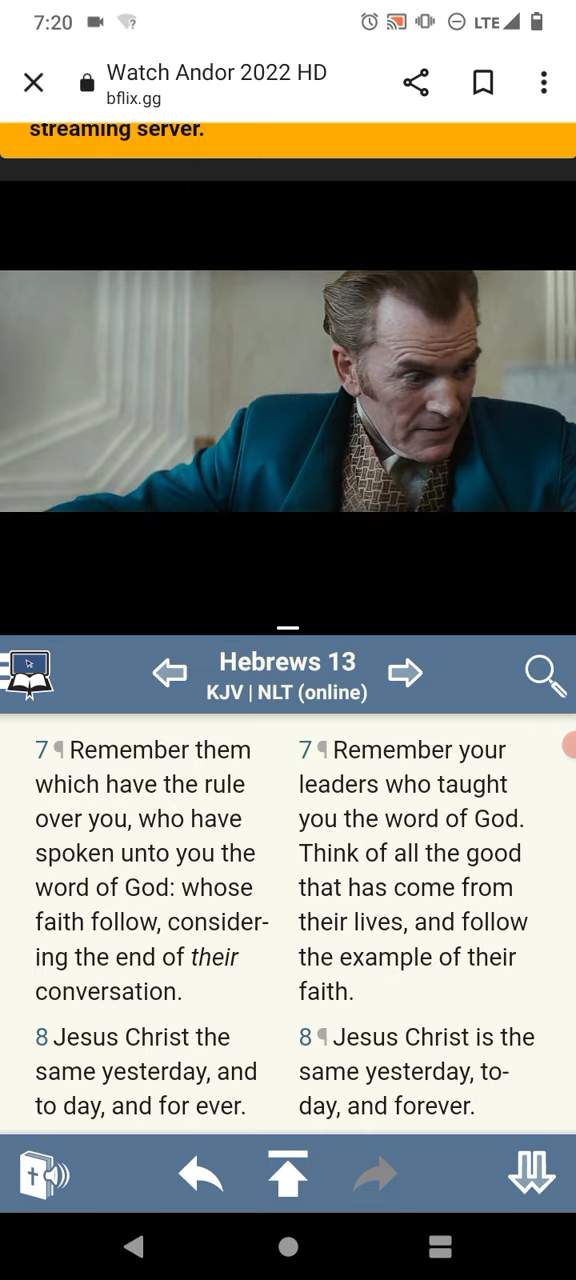 7:20
LTE
Watch Andor 2022 HD
bflix.gg
streaming server.
Hebrews 13
KJV | NLT (online)
7 ¶ Remember them
which have the rule
over you, who have
spoken unto you the
word of God: whose
faith follow, consider-
ing the end of their
conversation.
8 Jesus Christ the
same yesterday, and
to day, and for ever.
7 ¶ Remember your
leaders who taught
you the word of God.
Think of all the good
that has come from
their lives, and follow
the example of their
faith.
8 ¶ Jesus Christ is the
same yesterday, to-
day, and forever.